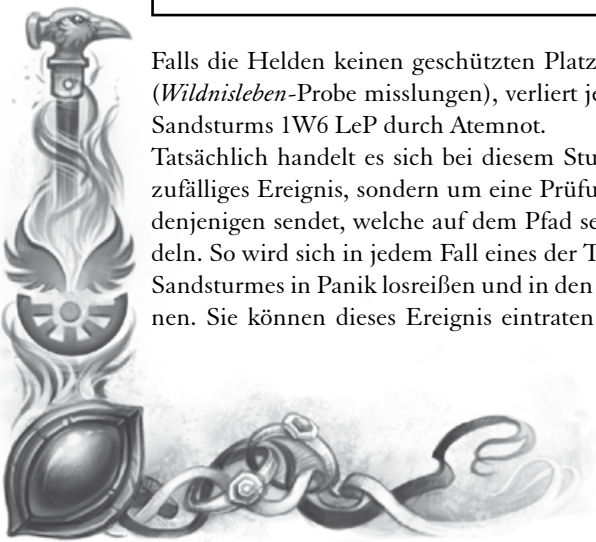 Falls die Helden keinen geschützten Platz
(Wildnisleben-Probe misslungen), verliert je
Sandsturms 1W6 LeP durch Atemnot.
Tatsächlich handelt es sich bei diesem Stu
zufälliges Ereignis, sondern um eine Prüfu
denjenigen sendet, welche auf dem Pfad se
deln. So wird sich in jedem Fall eines der T
Sandsturmes in Panik losreißen und in den
nen. Sie können dieses Ereignis eintraten